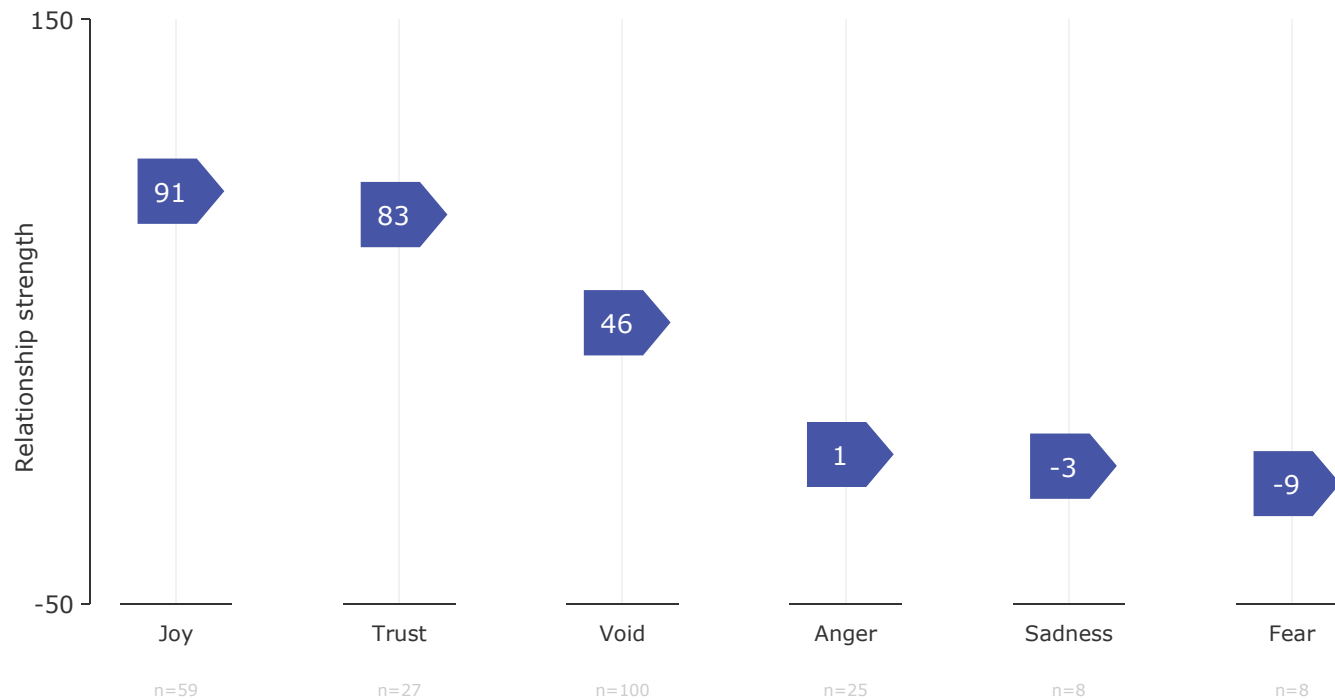 150
Relationship strength
91
83
46
1
-3
-9
-50
Joy
Trust
Void
Anger
Sadness
Fear
n=59
n=27
n=100
n=25
n=8
n=8